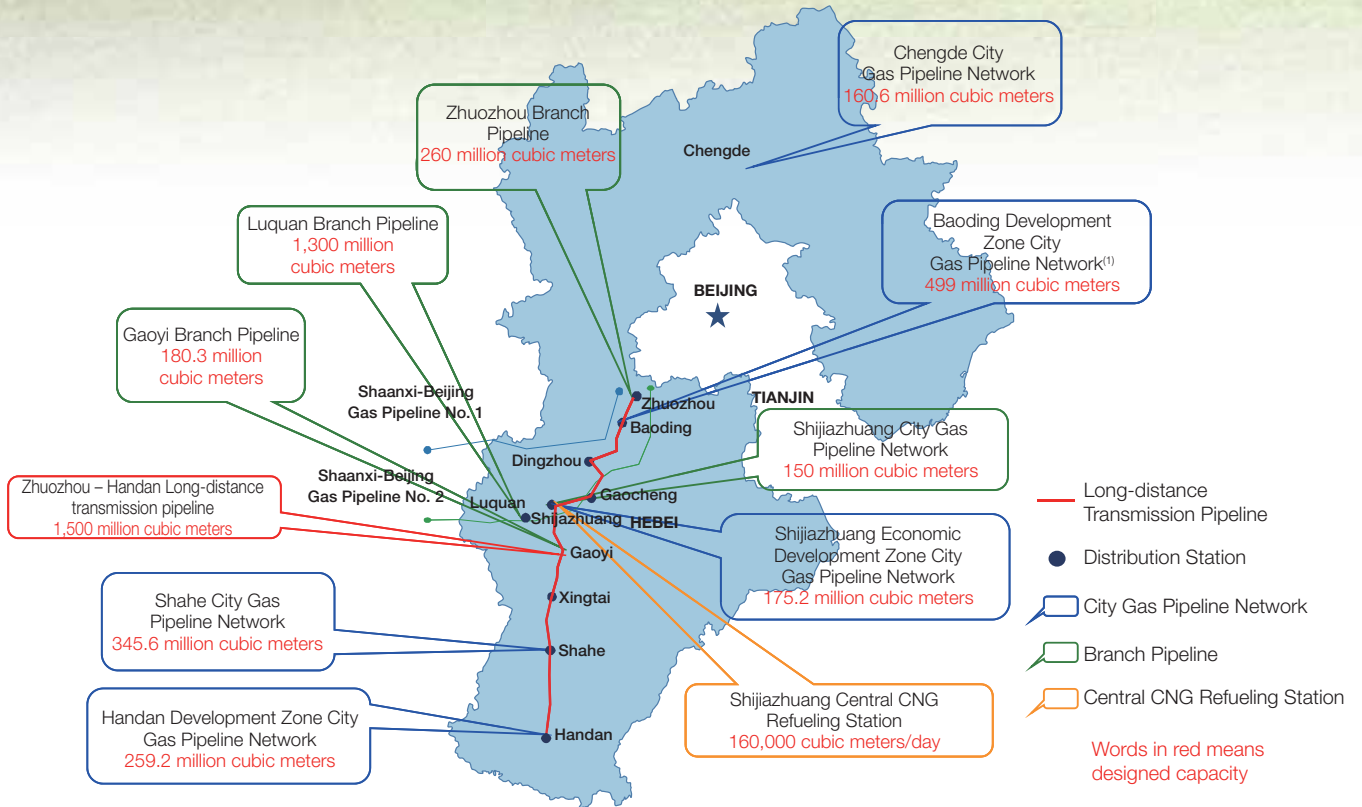 Chengde City
Gas Pipeline Network
160.6 million cubic meters
Zhuozhou Branch
Pipeline
260 million cubic meters
Chengde
Luquan Branch Pipeline
1,300 million
cubic meters
Baoding Development
Zone City
Gas Pipeline Network(1)
499 million cubic meters
BEIJING
Gaoyi Branch Pipeline
180.3 million
cubic meters
Shaanxi-Beijing
Gas Pipeline No. 1
Zhuozhou
TIANJIN
Baoding
Shijiazhuang City Gas
Pipeline Network
150 million cubic meters
Dingzhou
Shaanxi-Beijing
Gas Pipeline No. 2
Zhuozhou – Handan Long-distance
transmission pipeline
1,500 million cubic meters
Luquan
Gaocheng
Shijazhuang
HEBEI
Gaoyi
Shijiazhuang Economic
Development Zone City
Gas Pipeline Network
175.2 million cubic meters
Xingtai
Shahe City Gas
Pipeline Network
345.6 million cubic meters
Shahe
Shijiazhuang Central CNG
Refueling Station
160,000 cubic meters/day
Handan Development Zone City
Gas Pipeline Network
259.2 million cubic meters
Handan
Long-distance
Transmission Pipeline
Distribution Station
City Gas Pipeline Network
Branch Pipeline
Central CNG Refueling Station
Words in red means
designed capacity